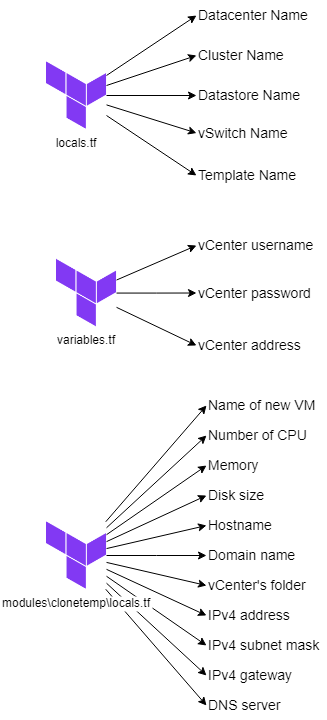 Datacenter Name
Cluster Name
Datastore Name
vSwitch Name
locals.tf
Template Name
vCenter username
vCenter password
variables.tf
vCenter address
Name of new VM
Number of CPU
Memory
Disk size
Hostname
Domain name
vCenter's folder
modules\clonetemp\locals.tf
IPv4 address
IPv4 subnet mask
IPv4 gateway
DNS server